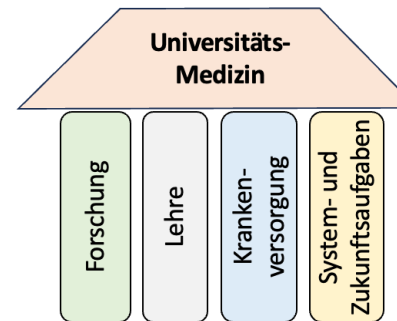 Universitäts-
Medizin
Forschung
Lehre
Kranken-
versorgung
System- und
Zukunftsaufgaben